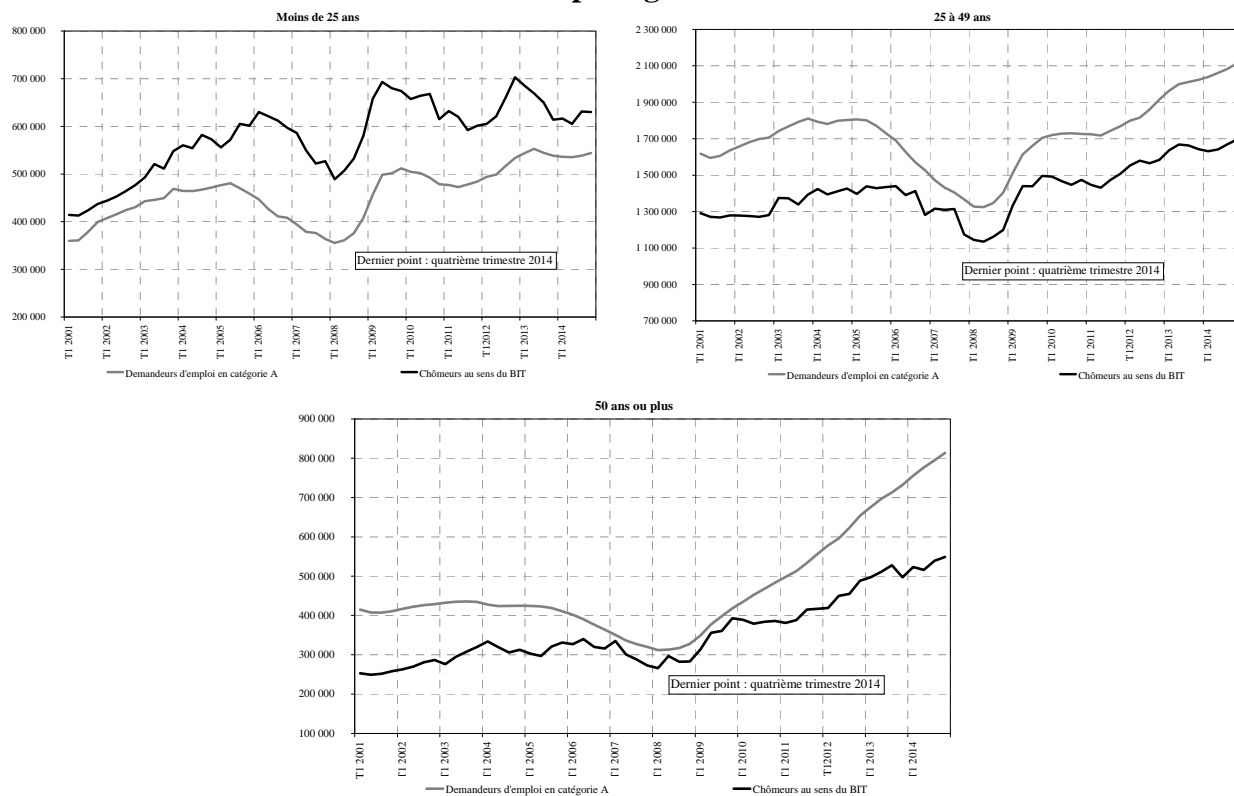 Moins de 25 ans
800 000
700 000
600 000
500 000
400 000
300 000
200 000
Dernier point : quatrième trimestre 2014
T1 2001
T1 2002
T1 2003
T1 2004
T1 2005
T1 2006
T1 2007
T1 2008
T1 2009
T1 2010
T1 2011
T12012
T1 2013
T1 2014
Demandeurs d'emploi en catégorie A
Chômeurs au sens du BIT
25 à 49 ans
2 300 000
2 100 000
1 900 000
1 700 000
1 500 000
1 300 000
1 100 000
900 000
700 000
Dernier point : quatrième trimestre 2014
T1 2001
T1 2002
T1 2003
T1 2004
T1 2005
T1 2006
T1 2007
T1 2008
T1 2009
T1 2010
T1 2011
T12012
T1 2013
T1 2014
Demandeurs d'emploi en catégorie A
Chômeurs au sens du BIT
50 ans ou plus
900 000
800 000
700 000
600 000
500 000
400 000
300 000
200 000
100 000
Dernier point : quatrième trimestre 2014
T1 2001
T1 2002
T1 2003
T1 2004
T1 2005
T1 2006
T1 2007
T1 2008
T1 2009
T1 2010
T1 2011
T12012
T1 2013
T1 2014
Demandeurs d'emploi en catégorie A
Chômeurs au sens du BIT